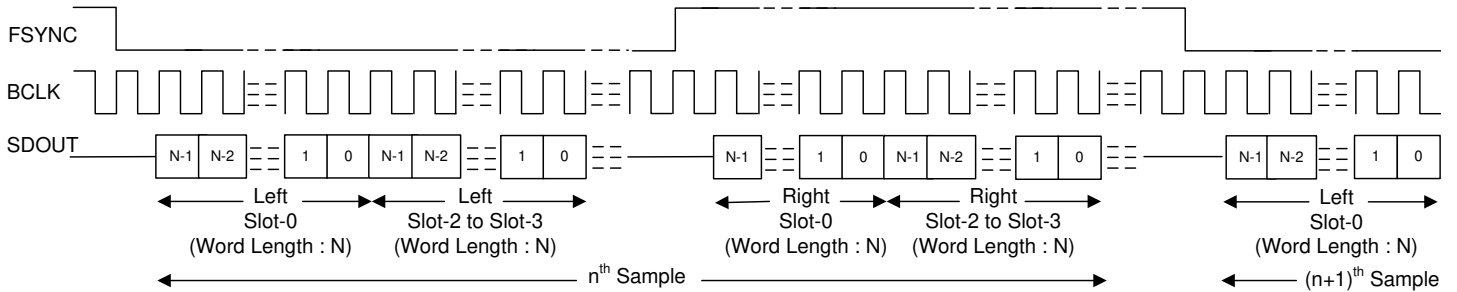 FSYNC
BCLK
SDOUT
N-1 N-2 1 0 N-1 N-2 1 0 N-1 1 0 N-1 N-2 1 0 N-1 N-2 1 0
Left Left Right Right Left
Slot-0 Slot-2 to Slot-3 Slot-0 Slot-2 to Slot-3 Slot-0
(Word Length : N) (Word Length : N) (Word Length : N) (Word Length : N) (Word Length : N)
nth Sample (n+1)th Sample